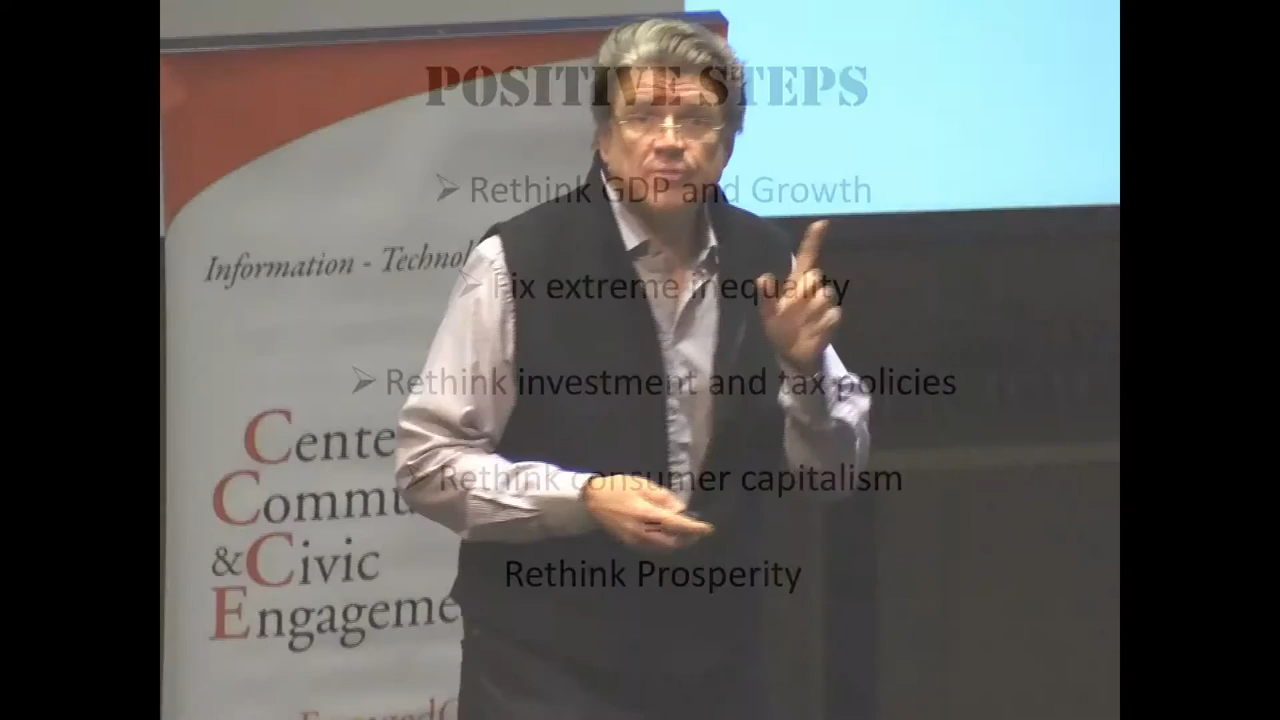 POSITIVE STEPS
Rethink GDP and Growth
Fix extreme inequality
Rethink investment and tax policies
Rethink consumer capitalism
=
Rethink Prosperity
Information - Technol
Cente
Commu
& Civic
Engageme
EngagedC